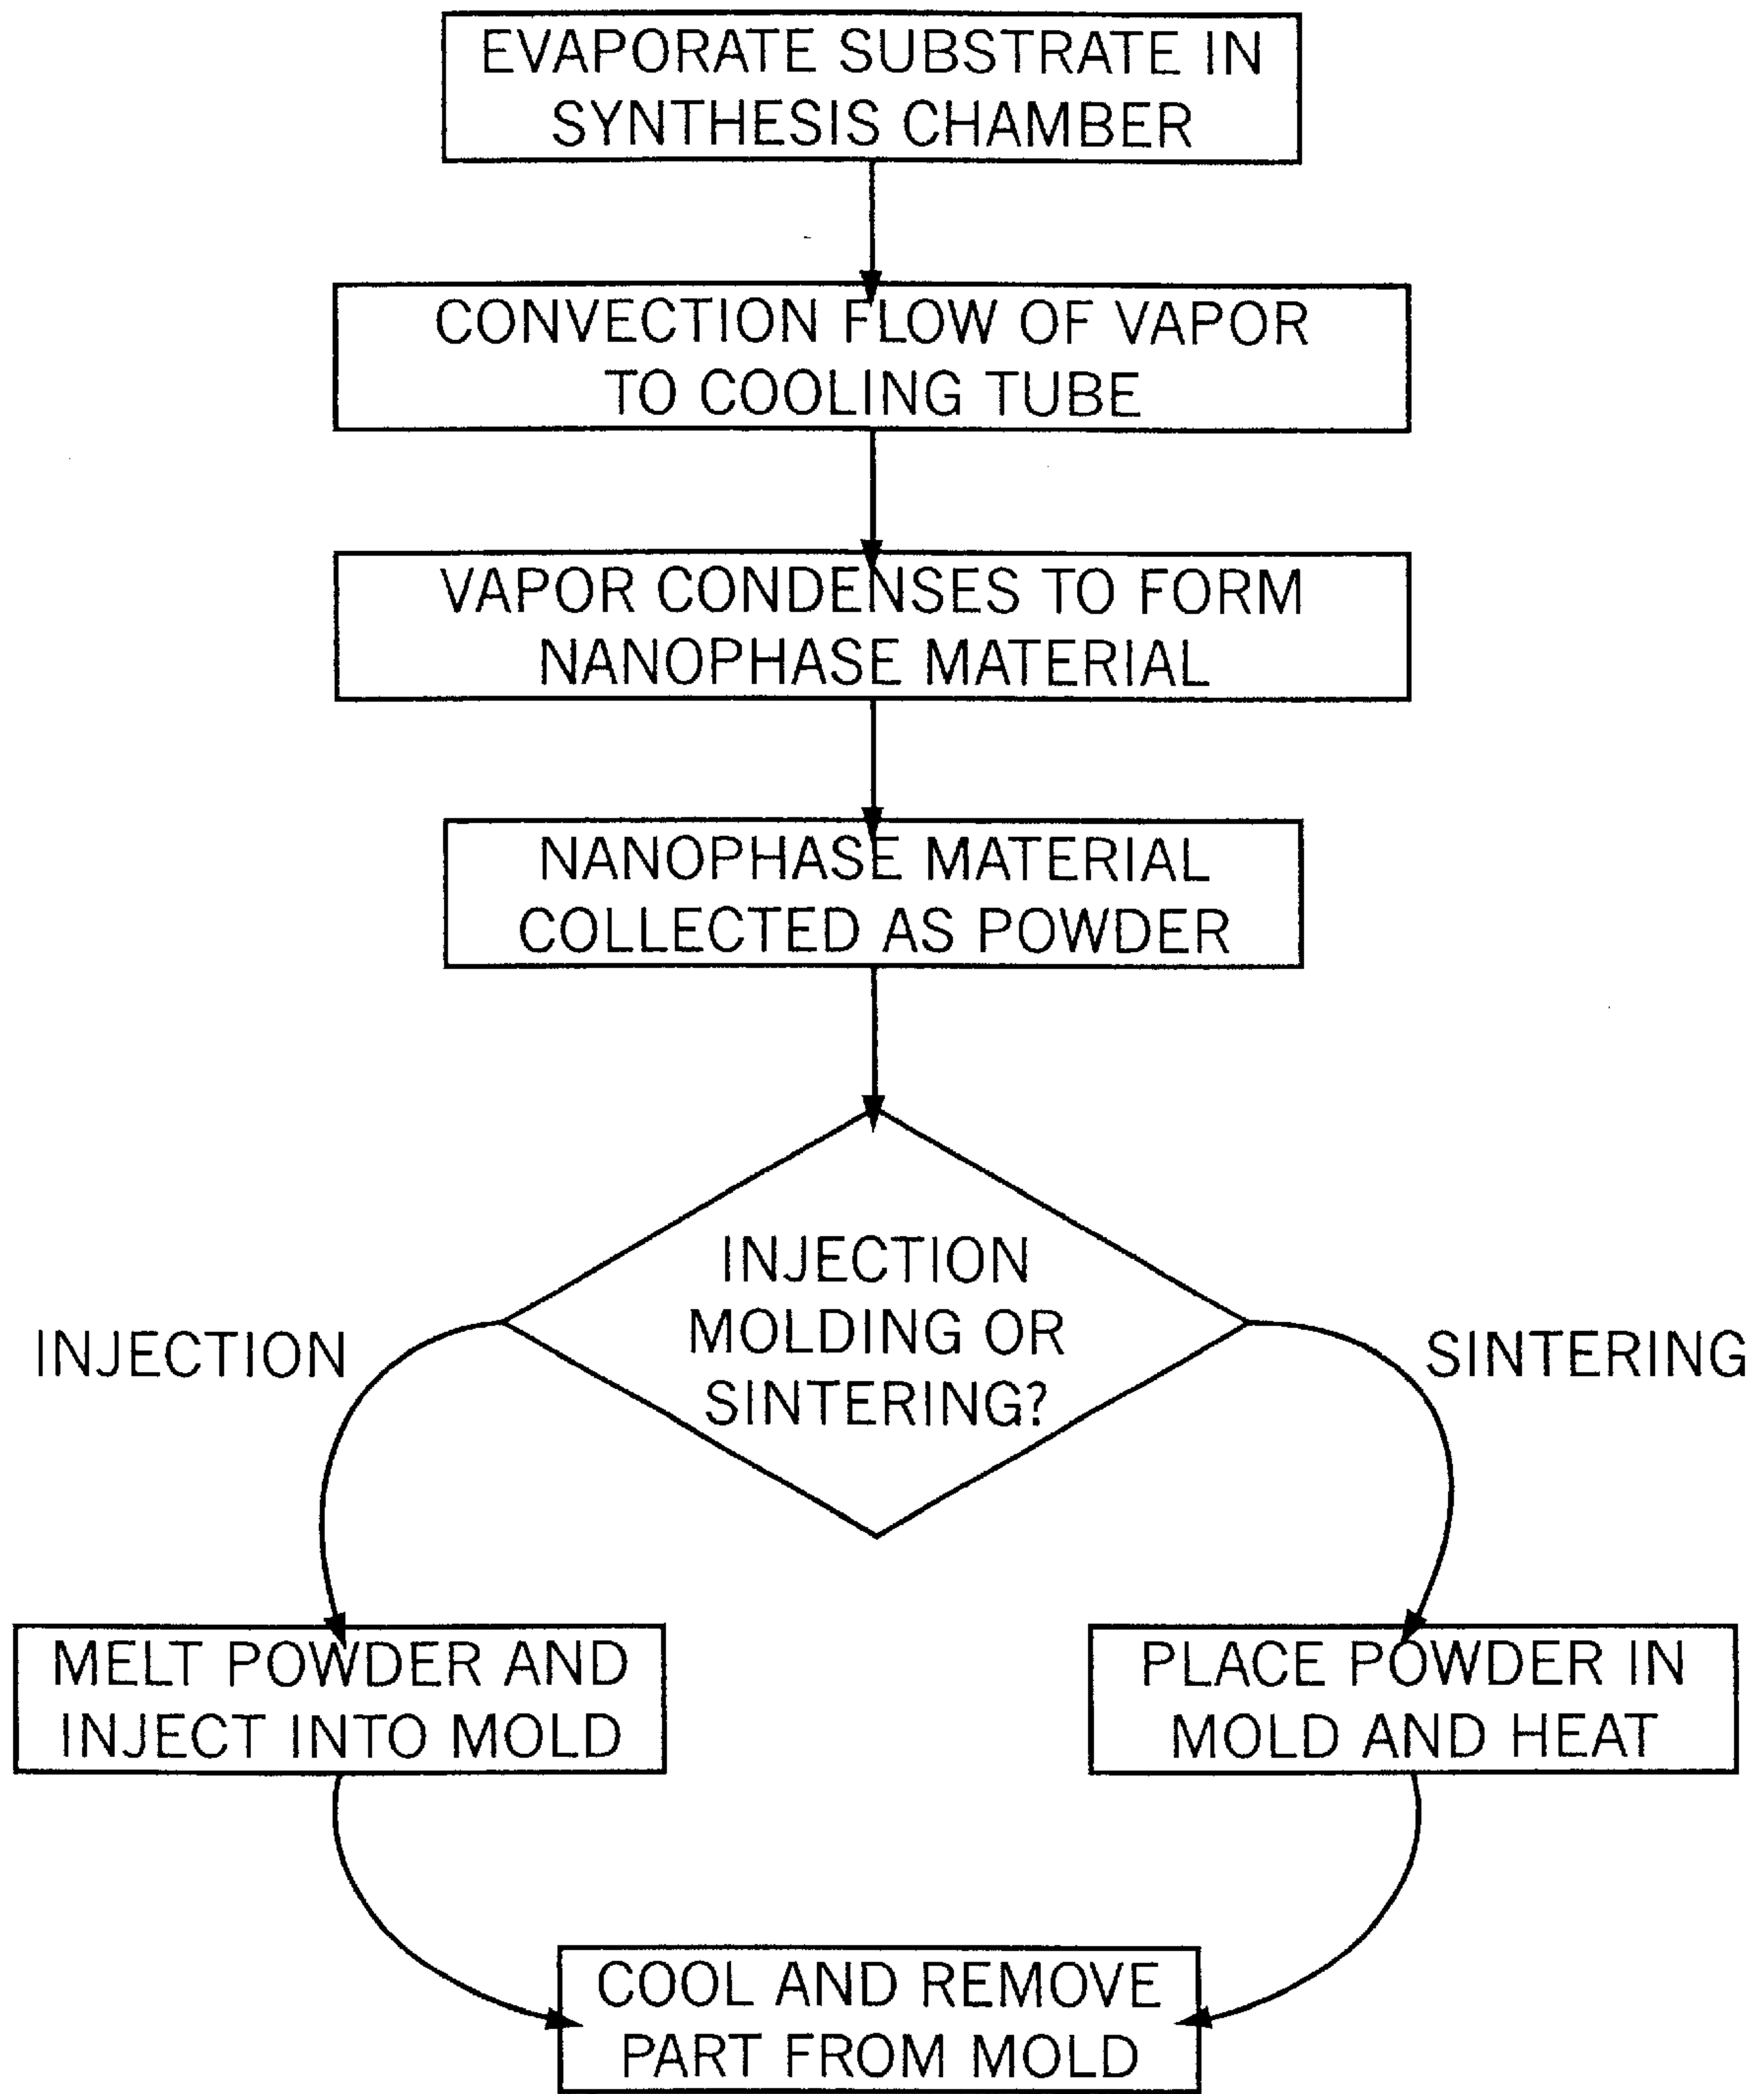 EVAPORATE SUBSTRATE IN
SYNTHESIS CHAMBER
CONVECTION FLOW OF VAPOR
TO COOLING TUBE
VAPOR CONDENSES TO FORM
NANOPHASE MATERIAL
NANOPHASE MATERIAL
COLLECTED AS POWDER
INJECTION
MOLDING OR
SINTERING?
INJECTION
SINTERING
MELT POWDER AND
INJECT INTO MOLD
PLACE POWDER IN
MOLD AND HEAT
COOL AND REMOVE
PART FROM MOLD